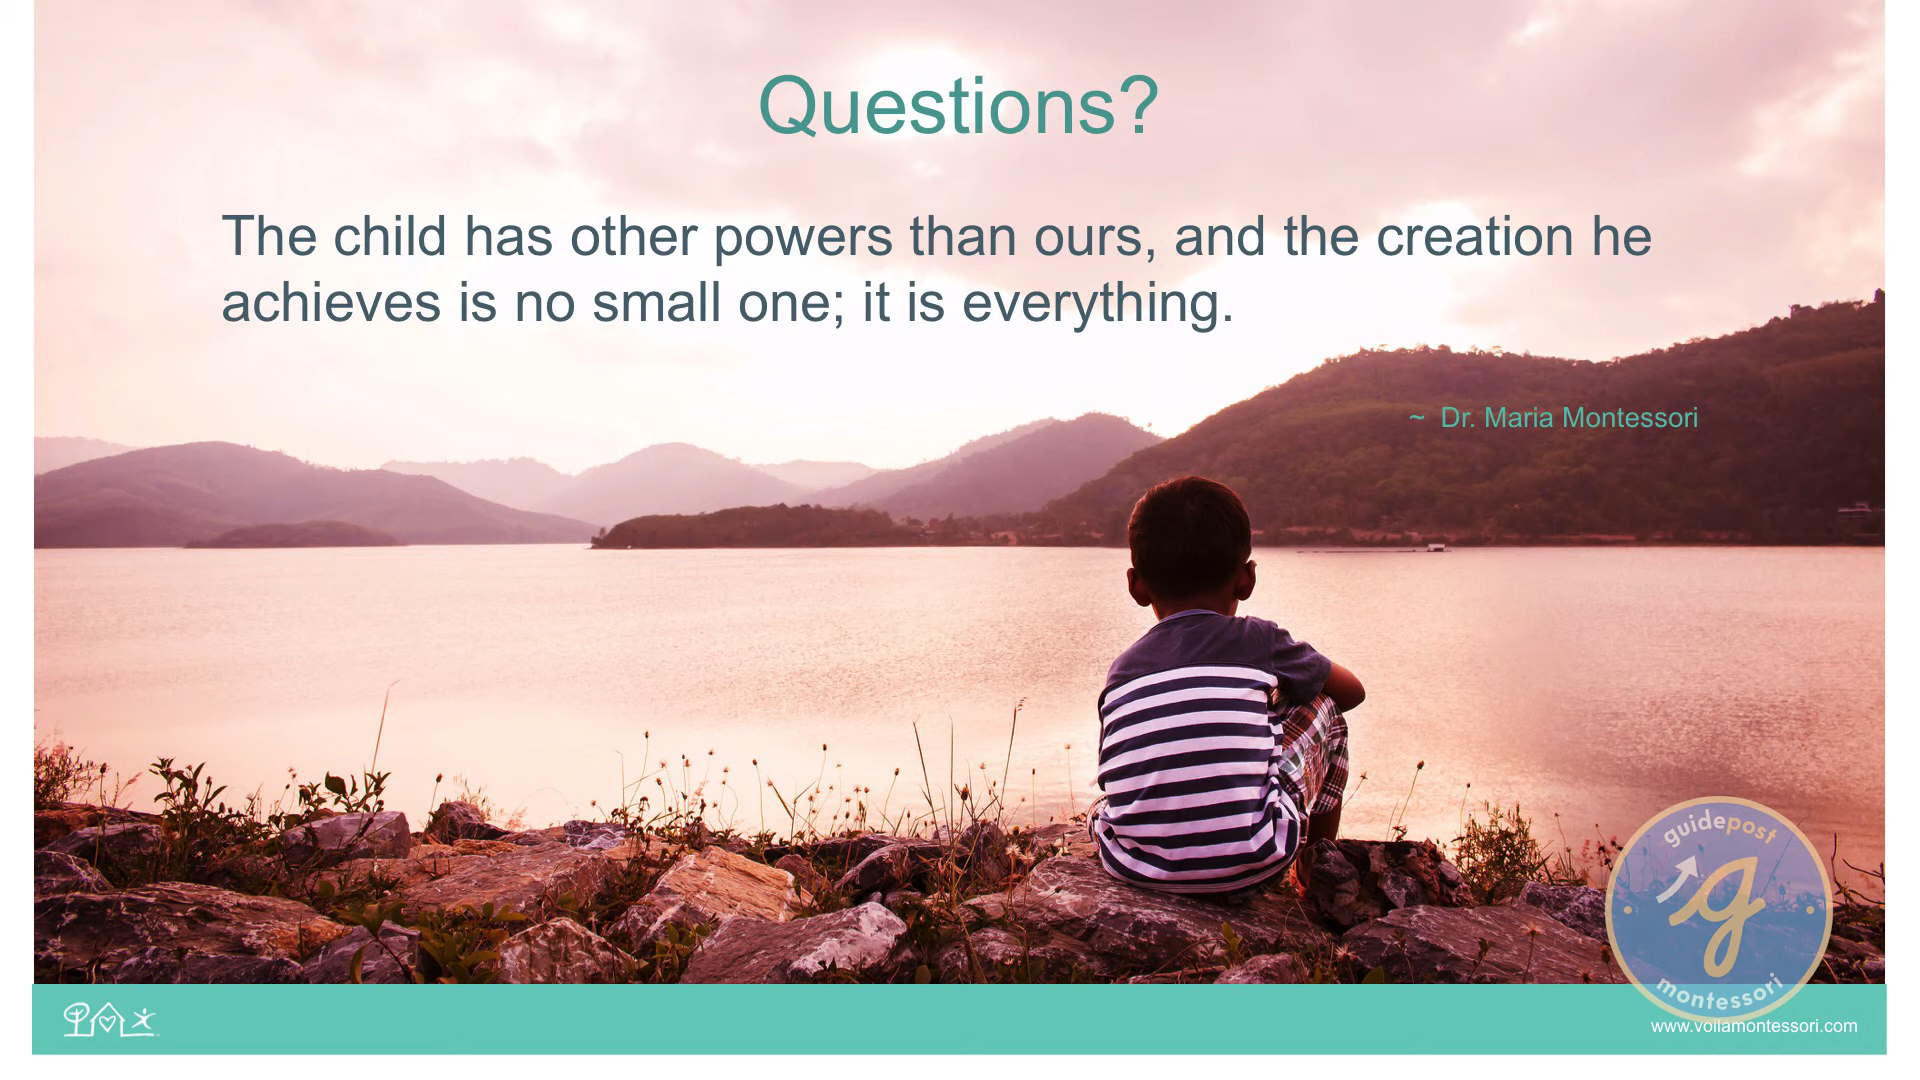 Questions?
The child has other powers than ours, and the creation he
achieves is no small one; it is everything.
~ Dr. Maria Montessori
guidepost
g
montessori
www.voilamontessori.com